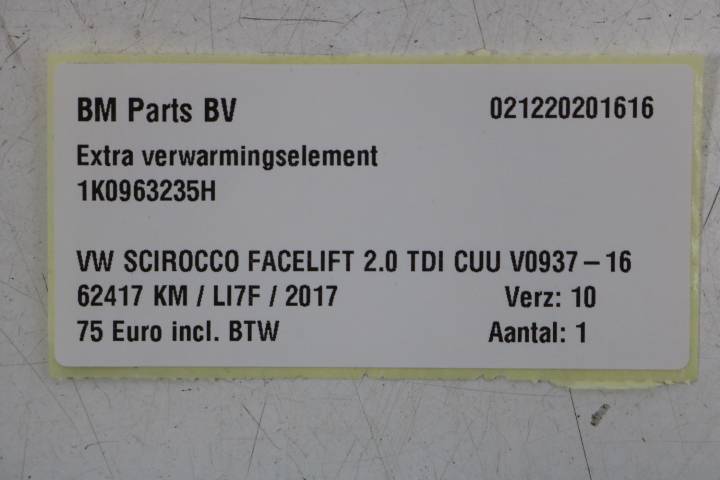 BM Parts BV 021220201616
Extra verwarmingselement
1K0963235H
VW SCIROCCO FACELIFT 2.0 TDI CUU V0937-16
62417 KM / LI7F / 2017 Verz: 10
75 Euro incl. BTW Aantal: 1